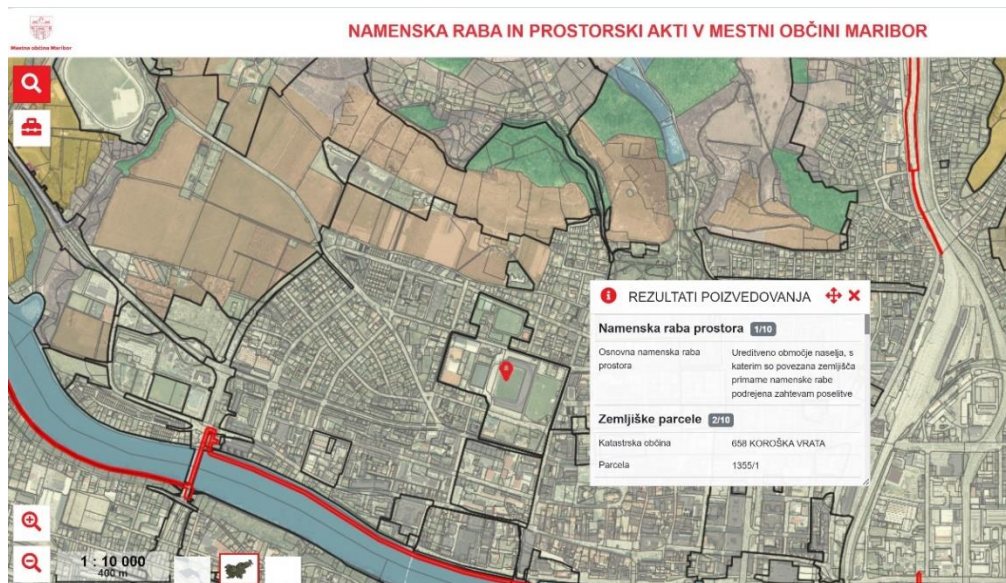 Mestna občina Maribor
NAMENSKA RABA IN PROSTORSKI AKTI V MESTNI OBČINI MARIBOR
REZULTATI POIZVEDOVANJA
Namenska raba prostora 1/10
Osnovna namenska raba
prostora
Ureditveno območje naselja, s
katerim so povezana zemljišča
primarne namenske rabe
podrejena zahtevam poselitve
Zemljiške parcele 2/10
Katastrska občina
658 KOROŠKA VRATA
Parcela
1355/1
1 : 10 000
400 m